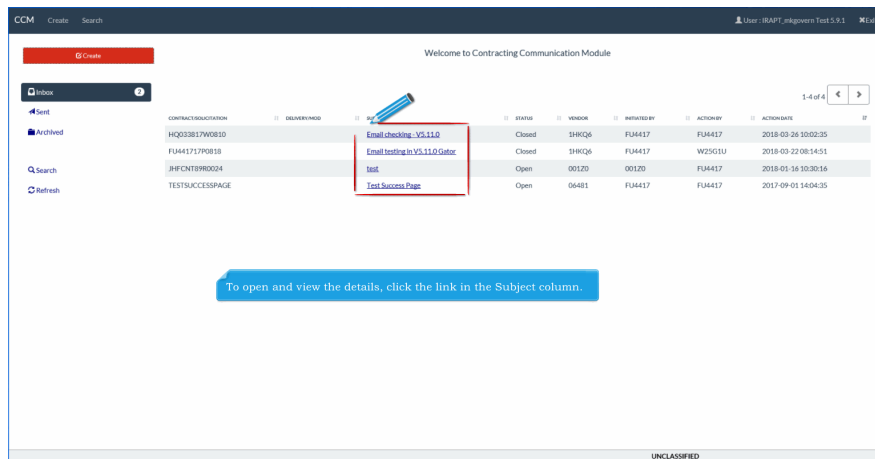 CCM Create Search User : IRAPT_mkgovern Test 5.9.1
Create
Welcome to Contracting Communication Module
Inbox 2
1-4 of 4
Sent
CONTRACT/SOLICITATION DELIVERY/MOD STATUS VENDOR INITIATED BY ACTION BY ACTION DATE
Archived
HQ033817W0810 Email checking - V5.11.0 Closed 1HKQ6 FU4417 FU4417 2018-03-26 10:02:35
FU441717P0818 Email testing in V5.11.0 Gator Closed 1HKQ6 FU4417 W25G1U 2018-03-22 08:14:51
Search
JHFCNT89R0024 test Open 001Z0 001Z0 FU4417 2018-01-16 10:30:16
Refresh
TESTSUCCESSPAGE Test Success Page Open 06481 FU4417 FU4417 2017-09-01 14:04:35
To open and view the details, click the link in the Subject column.
UNCLASSIFIED